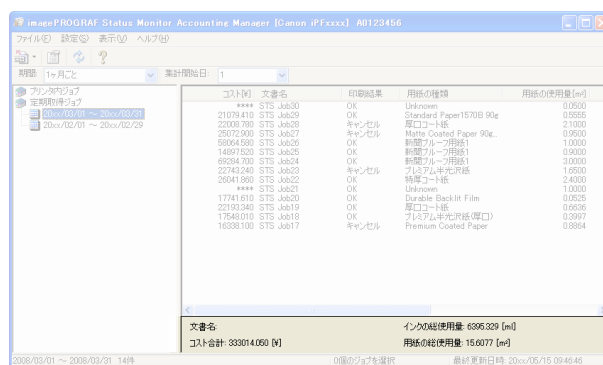 imagePROGRAF Status Monitor Accounting Manager [Canon iPFxxxx] A0123456
ファイル(F) 設定(S) 表示(V) ヘルプ(H)
期間: 1ヶ月ごと 集計開始日: 1
プリンタ内ジョブ
定期取得ジョブ
20xx/03/01 ～ 20xx/03/31
20xx/02/01 ～ 20xx/02/29
コスト[¥] 文書名 印刷結果 用紙の種類 用紙の使用量[m²]
**** STS Job30 OK Unknown 0.0500
21079.410 STS Job29 OK Standard Paper1570B 90g 0.5555
22008.780 STS Job28 OK 厚口コート紙 2.1000
25072.900 STS Job27 キャンセル Matte Coated Paper 90g... 0.9500
58064.580 STS Job26 OK 新聞プルーフ用紙1 1.0000
14897.520 STS Job25 OK 新聞プルーフ用紙1 0.9000
69284.700 STS Job24 OK 新聞プルーフ用紙1 3.0000
22743.240 STS Job23 キャンセル プレミアム半光沢紙 1.6500
26041.860 STS Job22 OK 特厚コート紙 2.4000
**** STS Job21 OK Unknown 1.0000
17741.610 STS Job20 OK Durable Backlit Film 0.0525
22193.340 STS Job19 OK 厚口コート紙 0.6636
17548.010 STS Job18 OK プレミアム半光沢紙(厚口) 0.3997
16338.100 STS Job17 キャンセル Premium Coated Paper 0.8864
文書名: インクの総使用量: 6395.329 [ml]
コスト合計: 333014.050 [¥] 用紙の総使用量: 15.6077 [m²]
2008/03/01 ～ 2008/03/31 14件 0個のジョブを選択 最終更新日時: 20xx/05/15 09:46:46